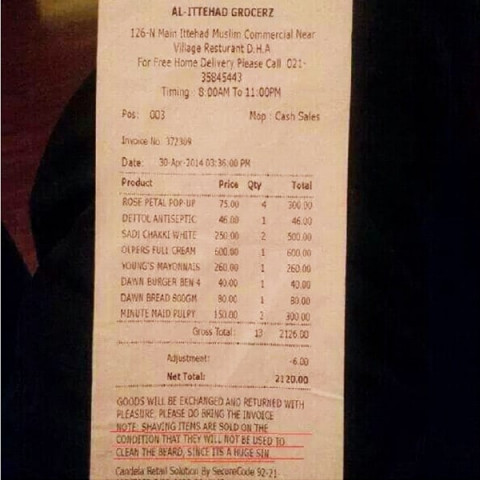 AL-ITTEHAD GROCERZ
126-N Main Ittehad Muslim Commercial Near
Village Resturant D.H.A
For Free Home Delivery Please Call 021-
35845443
Timing 8:00AM To 11:00PM
Pos: 003 Mop : Cash Sales
Invoice No: 372309
Date: 30-Apr-2014 03:36:00 PM
Product Price Qty Total
ROSE PETAL POP-UP 75.00 4 300.00
DETTOL ANTISEPTIC 46.00 1 46.00
SADI CHAKKI WHITE 250.00 2 500.00
OLPERS FULL CREAM 600.00 1 600.00
YOUNG'S MAYONNAIS 260.00 1 260.00
DAWN BURGER BEN 4 40.00 1 40.00
DAWN BREAD 800GM 80.00 1 80.00
MINUTE MAID PULPY 150.00 2 300.00
Gross Total: 13 2126.00
Adjustment: -6.00
Net Total: 2120.00
GOODS WILL BE EXCHANGED AND RETURNED WITH
PLEASURE, PLEASE DO BRING THE INVOICE
NOTE: SHAVING ITEMS ARE SOLD ON THE
CONDITION THAT THEY WILL NOT BE USED TO
CLEAN THE BEARD, SINCE ITS A HUGE SIN
Candela Retail Solution By SecureCode 92-21-